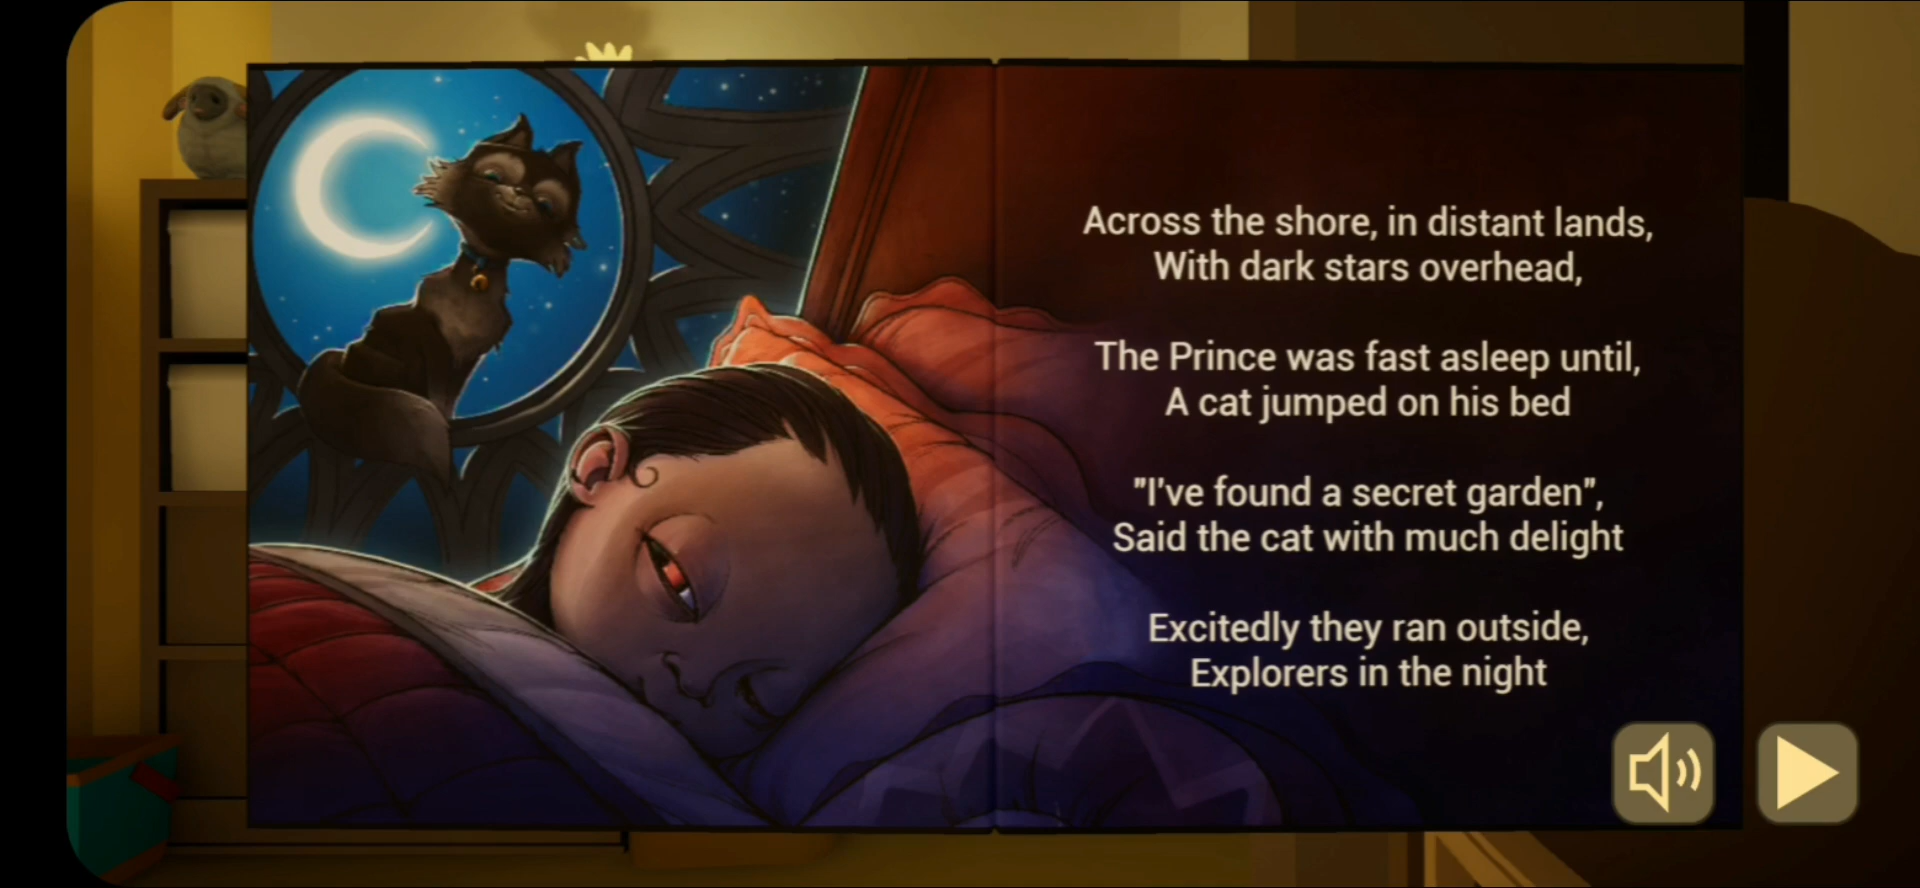 Across the shore, in distant lands,
With dark stars overhead,
The Prince was fast asleep until,
A cat jumped on his bed
"I've found a secret garden",
Said the cat with much delight
Excitedly they ran outside,
Explorers in the night